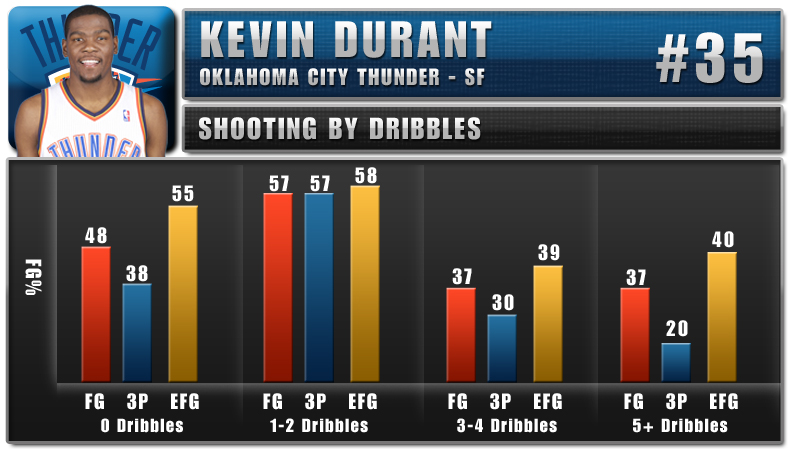 THUNDER
THUNDER
KEVIN DURANT
OKLAHOMA CITY THUNDER - SF
#35
SHOOTING BY DRIBBLES
FG%
48 38 55 57 57 58 37 30 39 37 20 40
FG 3P EFG FG 3P EFG FG 3P EFG FG 3P EFG
0 Dribbles 1-2 Dribbles 3-4 Dribbles 5+ Dribbles